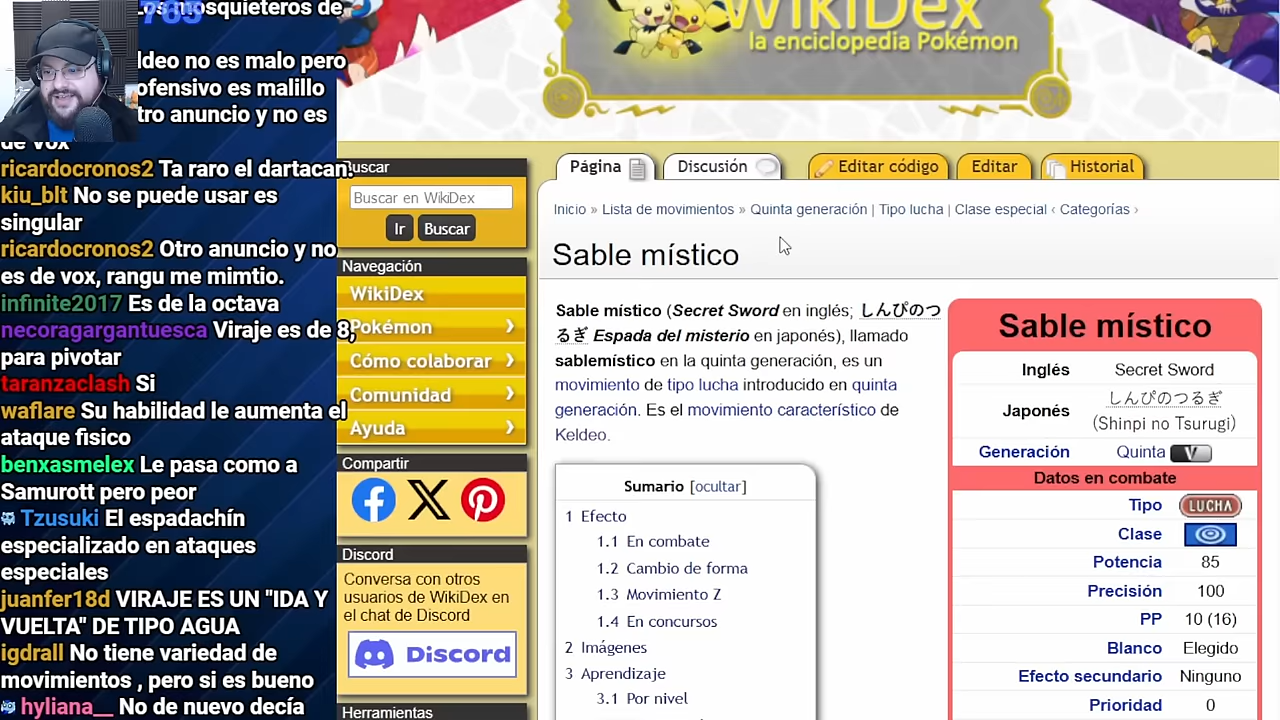 Los mosquieteros de
765
ldeo no es malo pero
ofensivo es malillo
tro anuncio y no es
de vox
ricardocronos2 Ta raro el dartacan.
kiu_blt No se puede usar es
singular
ricardocronos2 Otro anuncio y no
es de vox, rangu me mimtio.
infinite2017 Es de la octava
necoragargantuesca Viraje es de 8,
para pivotar
taranzaclash Si
waflare Su habilidad le aumenta el
ataque fisico
benxasmelex Le pasa como a
Samurott pero peor
Tzusuki El espadachín
especializado en ataques
especiales
juanfer18d VIRAJE ES UN "IDA Y
VUELTA" DE TIPO AGUA
igdrall No tiene variedad de
movimientos , pero si es bueno
hyliana__ No de nuevo decía
WikiDex
la enciclopedia Pokémon
Buscar
Buscar en WikiDex
Ir Buscar
Navegación
WikiDex
Pokémon
Cómo colaborar
Comunidad
Ayuda
Compartir
Discord
Conversa con otros
usuarios de WikiDex en
el chat de Discord
Discord
Herramientas
Página Discusión Editar código Editar Historial
Inicio » Lista de movimientos » Quinta generación | Tipo lucha | Clase especial ‹ Categorías ›
Sable místico
Sable místico (Secret Sword en inglés; しんぴのつ
るぎ Espada del misterio en japonés), llamado
sablemístico en la quinta generación, es un
movimiento de tipo lucha introducido en quinta
generación. Es el movimiento característico de
Keldeo.
Sumario [ocultar]
1 Efecto
1.1 En combate
1.2 Cambio de forma
1.3 Movimiento Z
1.4 En concursos
2 Imágenes
3 Aprendizaje
3.1 Por nivel
Sable místico
Inglés Secret Sword
Japonés しんぴのつるぎ
(Shinpi no Tsurugi)
Generación Quinta V
Datos en combate
Tipo LUCHA
Clase
Potencia 85
Precisión 100
PP 10 (16)
Blanco Elegido
Efecto secundario Ninguno
Prioridad 0